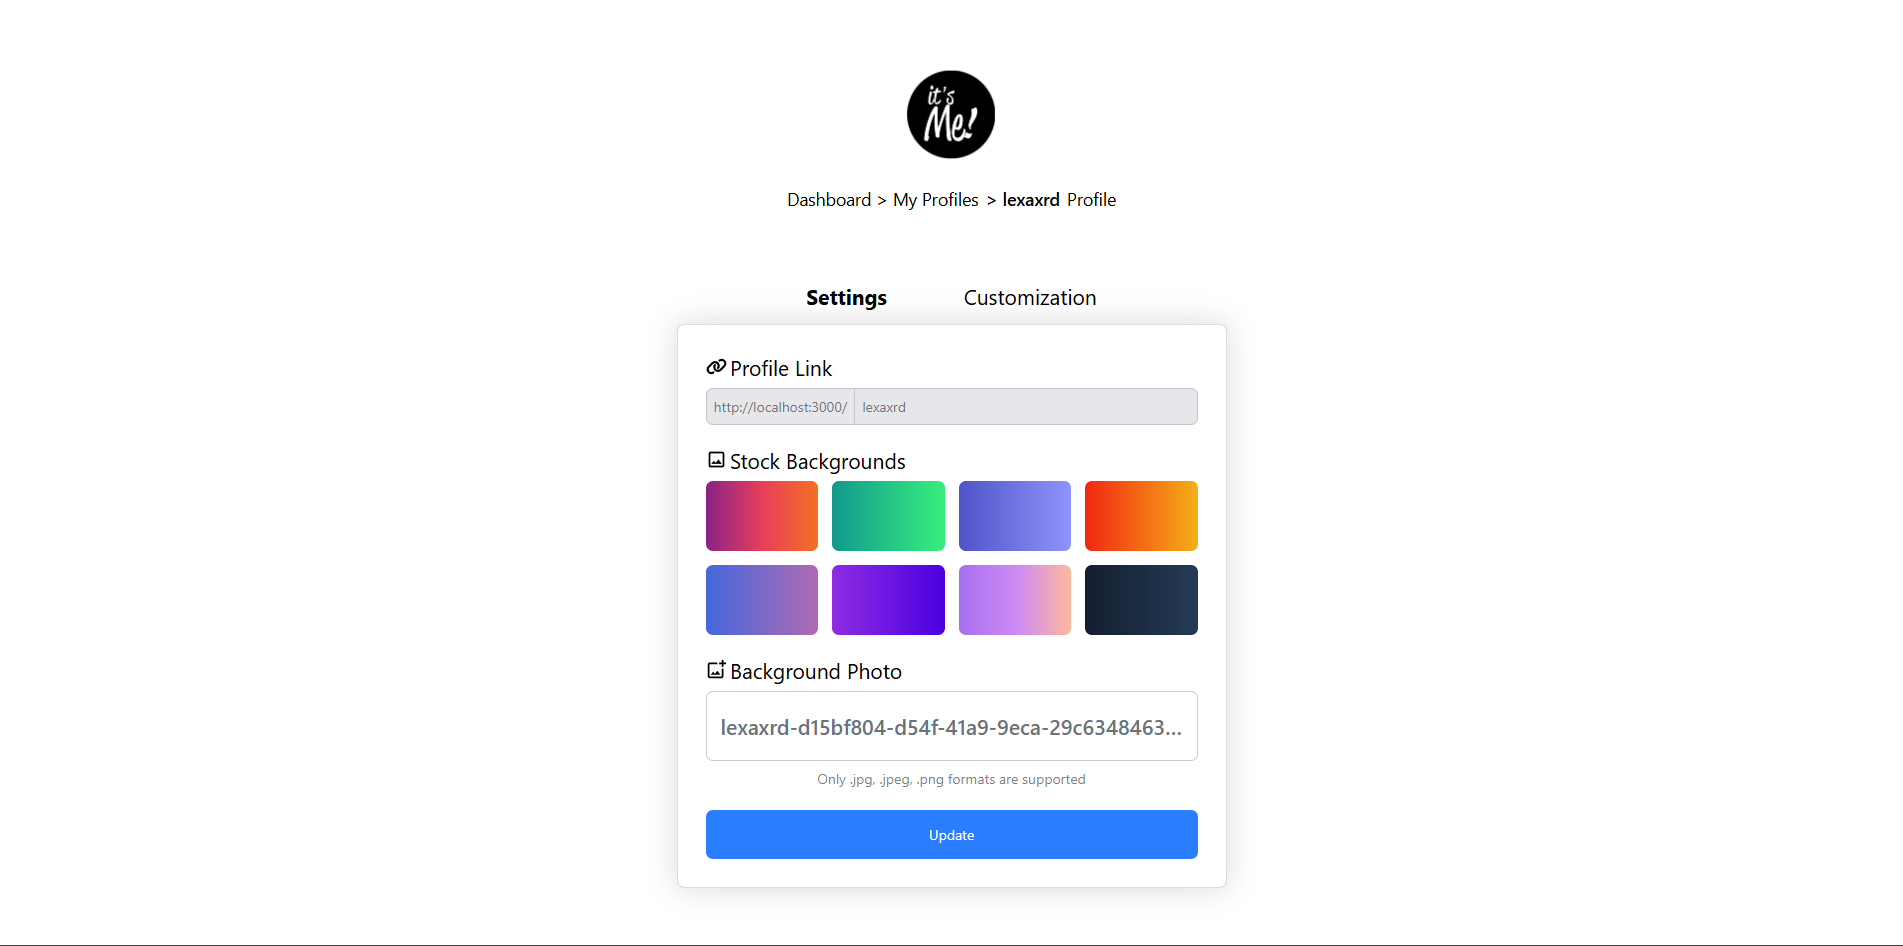 it's
Me!
Dashboard > My Profiles > lexaxrd Profile
Settings Customization
Profile Link
http://localhost:3000/ lexaxrd
Stock Backgrounds
Background Photo
lexaxrd-d15bf804-d54f-41a9-9eca-29c6348463...
Only .jpg, .jpeg, .png formats are supported
Update